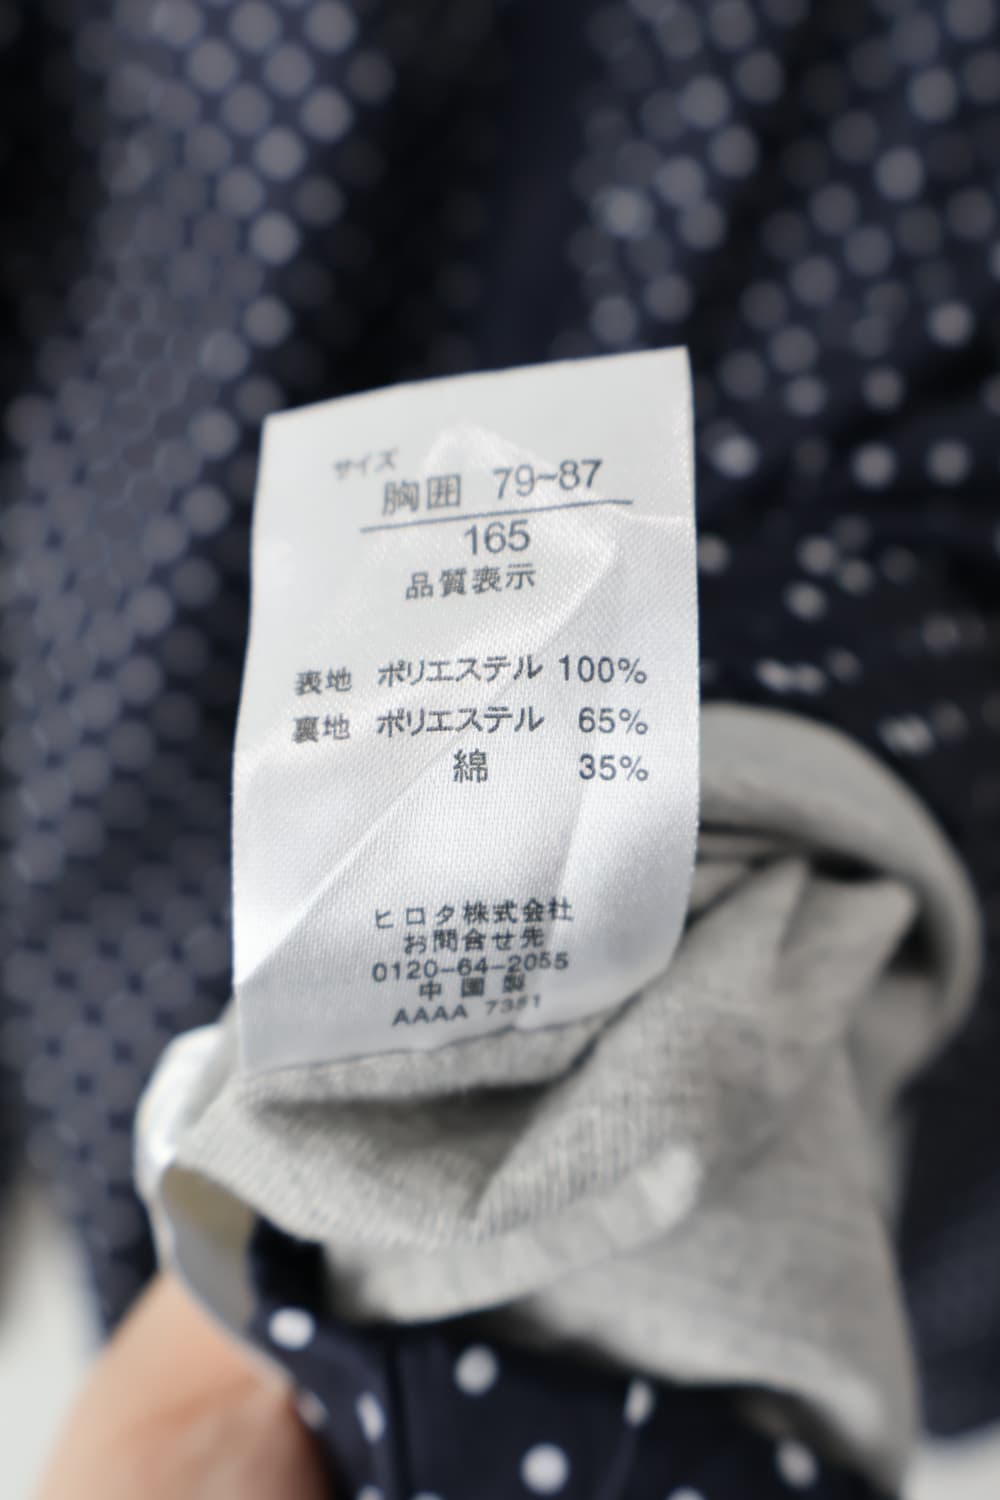 サイズ
胸囲 79~87
165
品質表示
表地 ポリエステル 100%
裏地 ポリエステル 65%
綿 35%
ヒロタ株式会社
お問合せ先
0120-64-2055
中国製
AAAA 7351